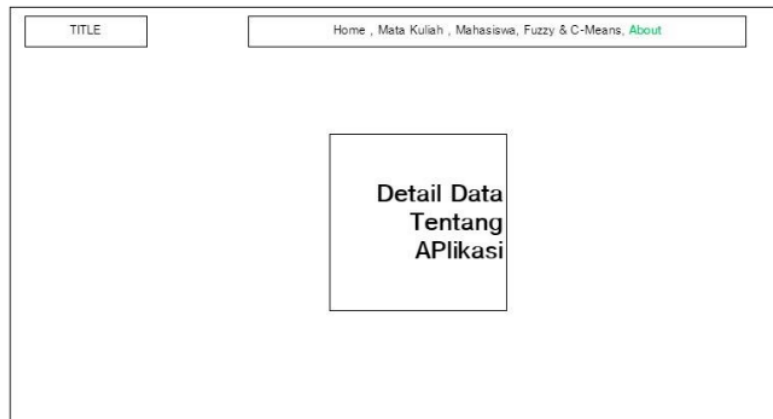 TITLE
Home , Mata Kuliah , Mahasiswa, Fuzzy & C-Means, About
Detail Data
Tentang
APlikasi